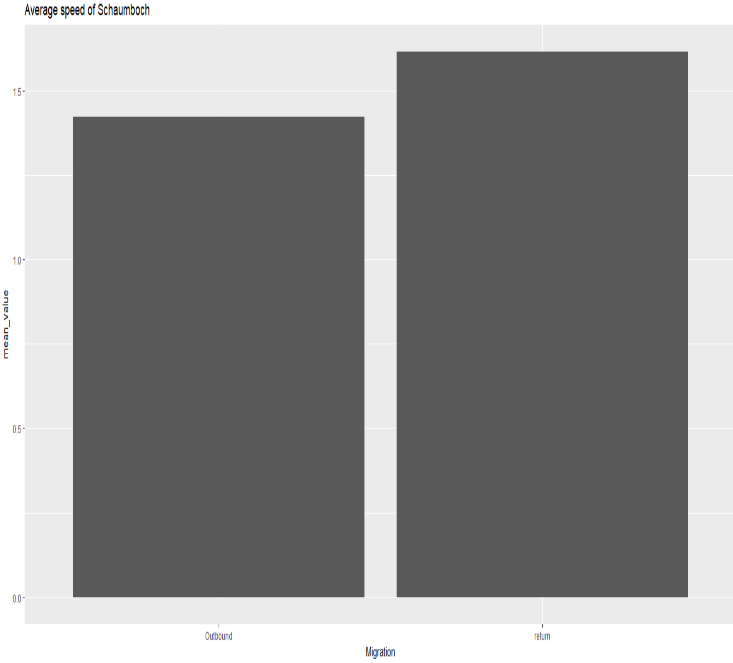 Average speed of Schaumboch
1.5
1.0
0.5
0.0
mean_value
Outbound
return
Migration